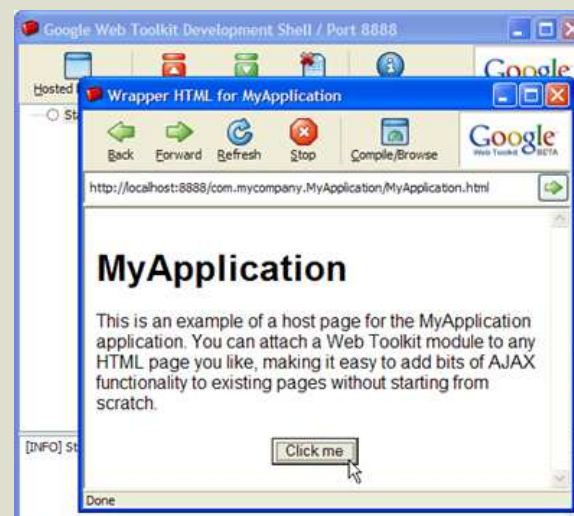 Google Web Toolkit Development Shell / Port 8888
Hosted
Google
Wrapper HTML for MyApplication
Back Forward Refresh Stop Compile/Browse
Google
Web Toolkit BETA
http://localhost:8888/com.mycompany.MyApplication/MyApplication.html
MyApplication
This is an example of a host page for the MyApplication
application. You can attach a Web Toolkit module to any
HTML page you like, making it easy to add bits of AJAX
functionality to existing pages without starting from
scratch.
[INFO] St
Click me
Done